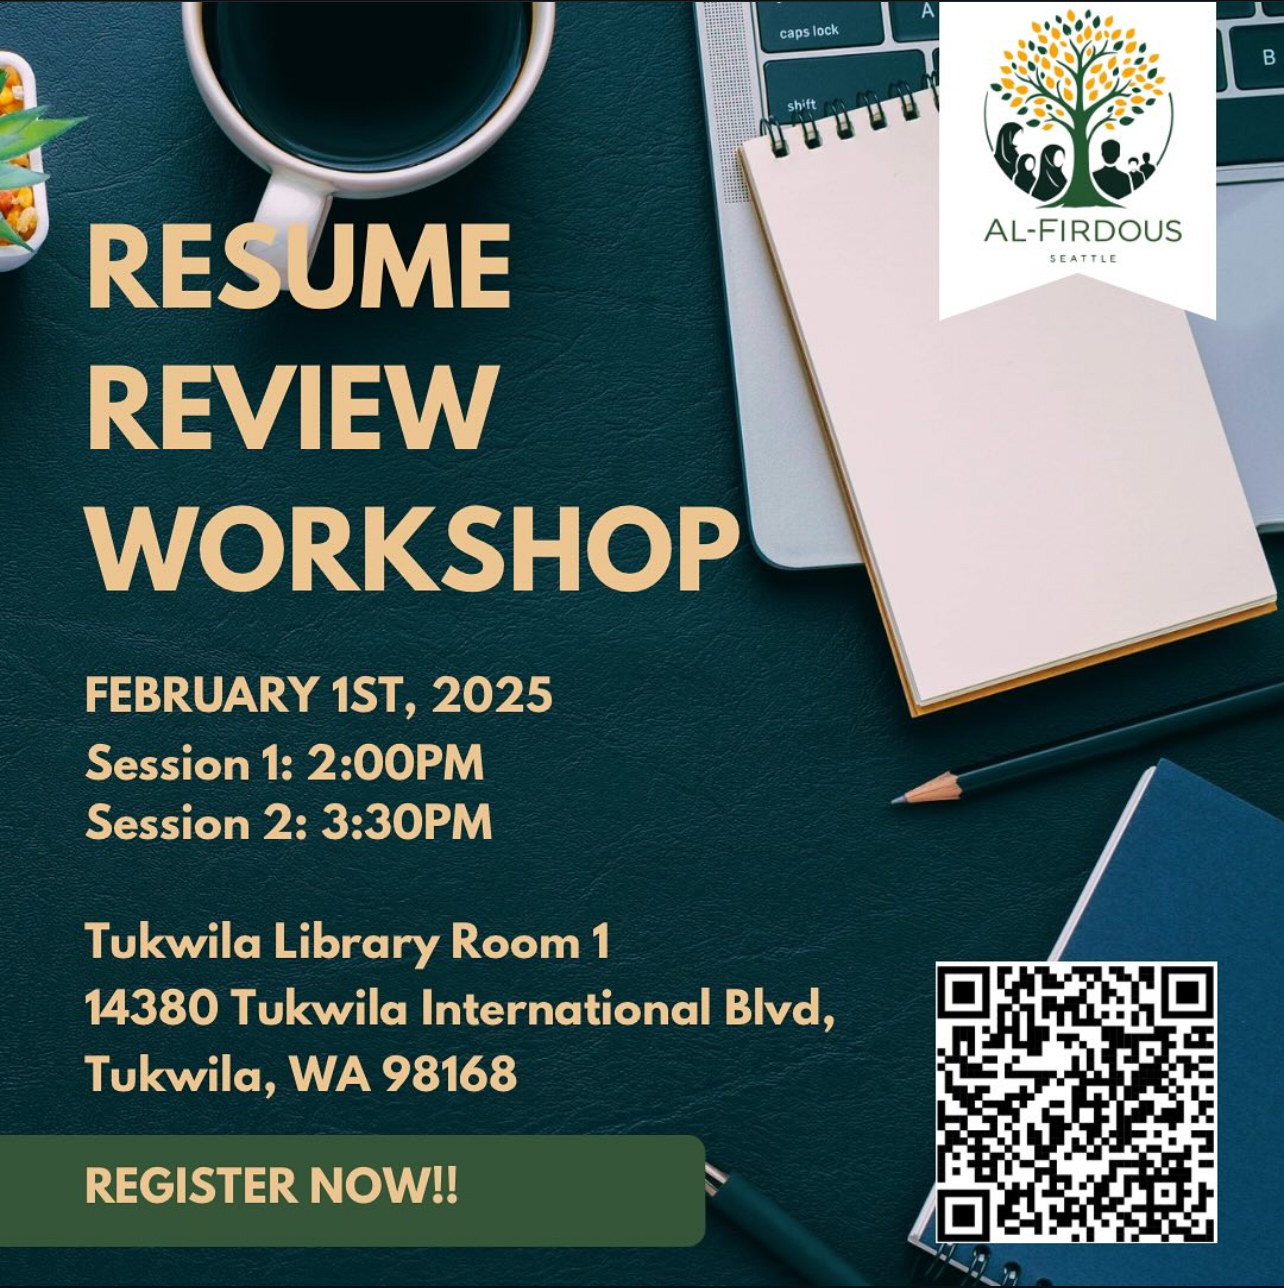 caps lock
A
B
shift
AL-FIRDOUS
SEATTLE
RESUME
REVIEW
WORKSHOP
FEBRUARY 1ST, 2025
Session 1: 2:00PM
Session 2: 3:30PM
Tukwila Library Room 1
14380 Tukwila International Blvd,
Tukwila, WA 98168
REGISTER NOW!!